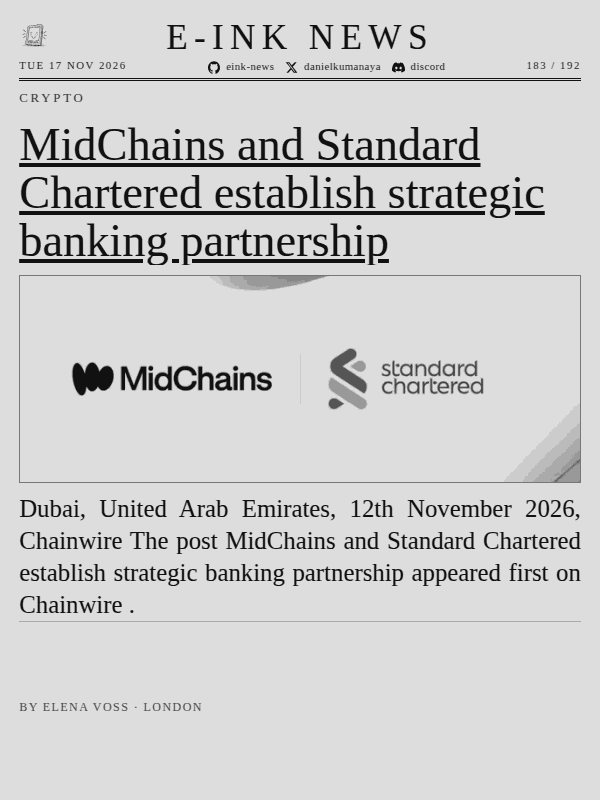 E-INK NEWS
TUE 17 NOV 2026
eink-news danielkumanaya discord
183 / 192
CRYPTO
MidChains and Standard
Chartered establish strategic
banking partnership
MidChains
standard
chartered
Dubai, United Arab Emirates, 12th November 2026,
Chainwire The post MidChains and Standard Chartered
establish strategic banking partnership appeared first on
Chainwire .
BY ELENA VOSS · LONDON